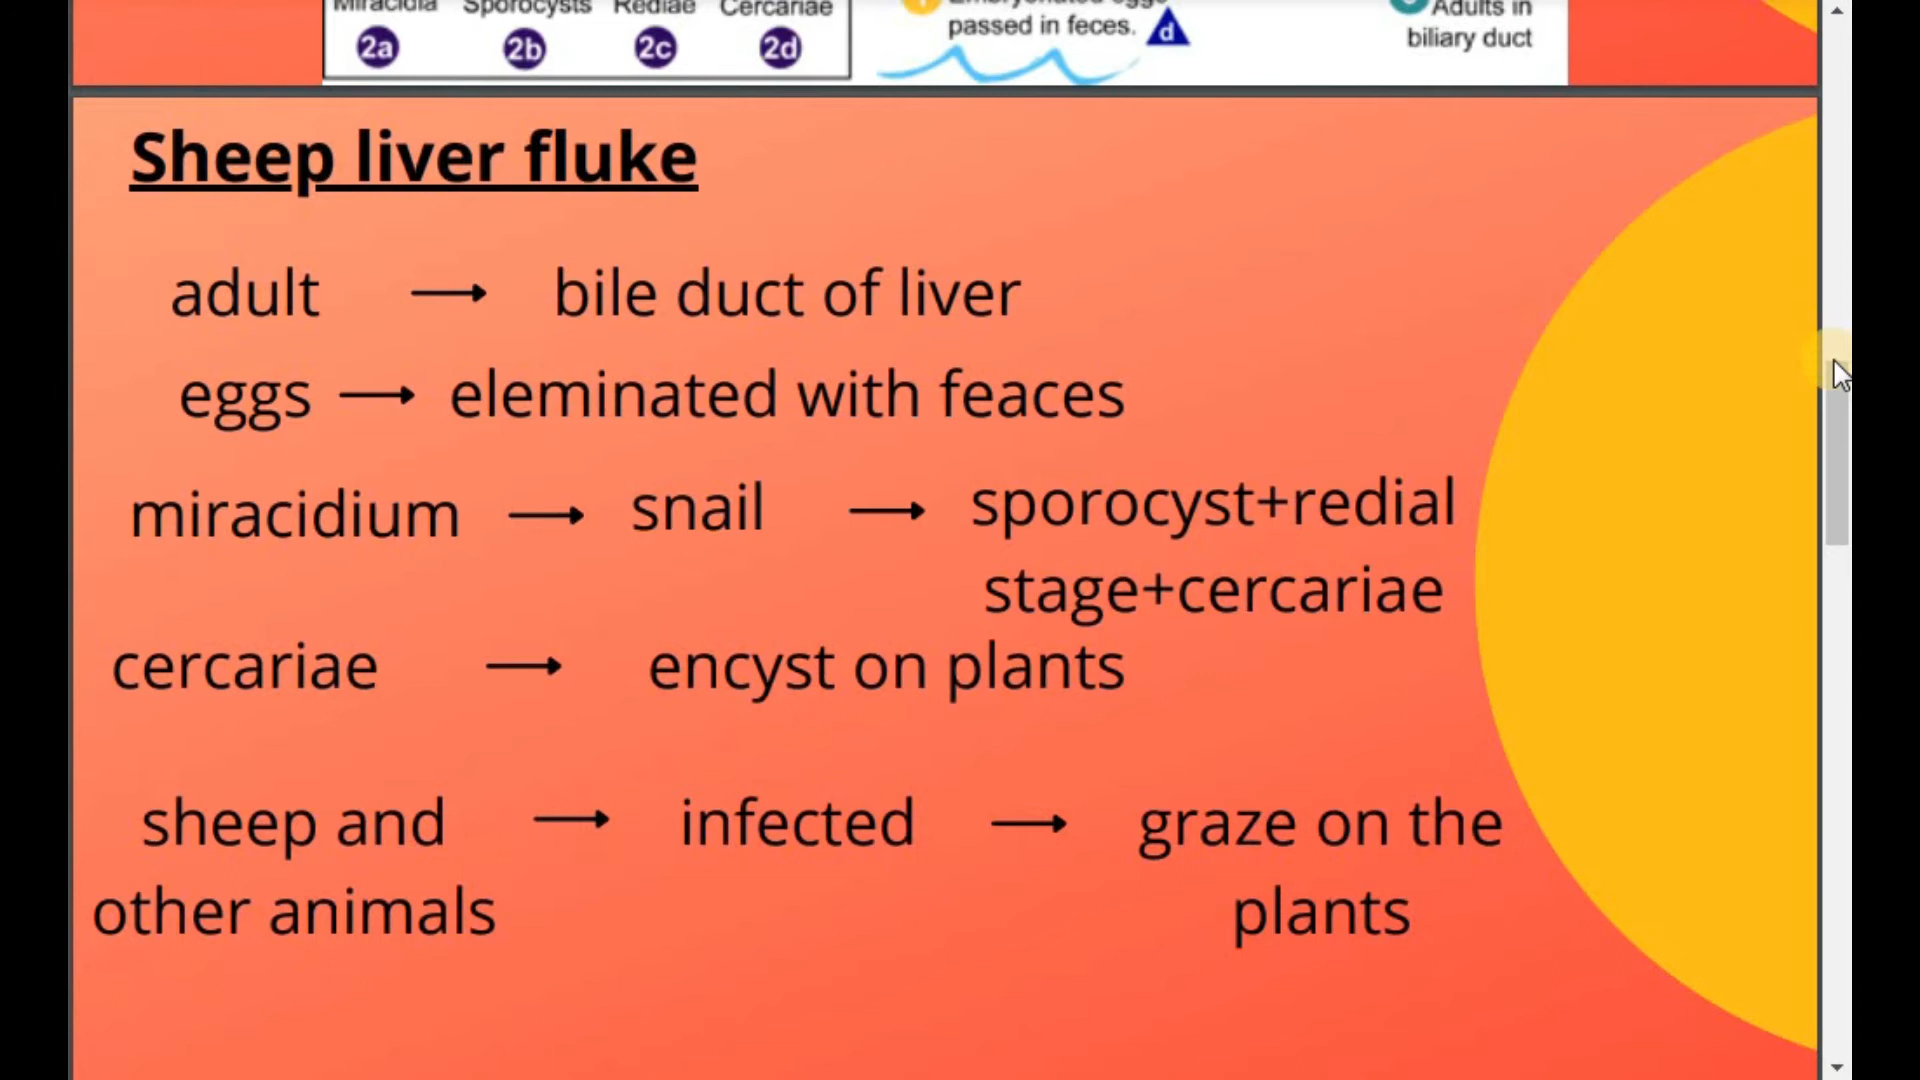 Miracidia Sporocysts Rediae Cercariae
2a 2b 2c 2d
Embryonated eggs
passed in feces. d
Adults in
biliary duct
Sheep liver fluke
adult → bile duct of liver
eggs → eleminated with feaces
miracidium → snail → sporocyst+redial
stage+cercariae
cercariae → encyst on plants
sheep and → infected → graze on the
other animals plants